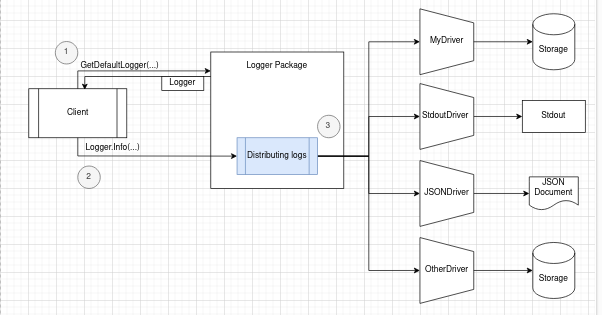 1
GetDefaultLogger(...)
Logger
Client
Logger.Info(...)
2
Logger Package
3
Distributing logs
MyDriver
Storage
StdoutDriver
Stdout
JSONDriver
JSON
Document
OtherDriver
Storage